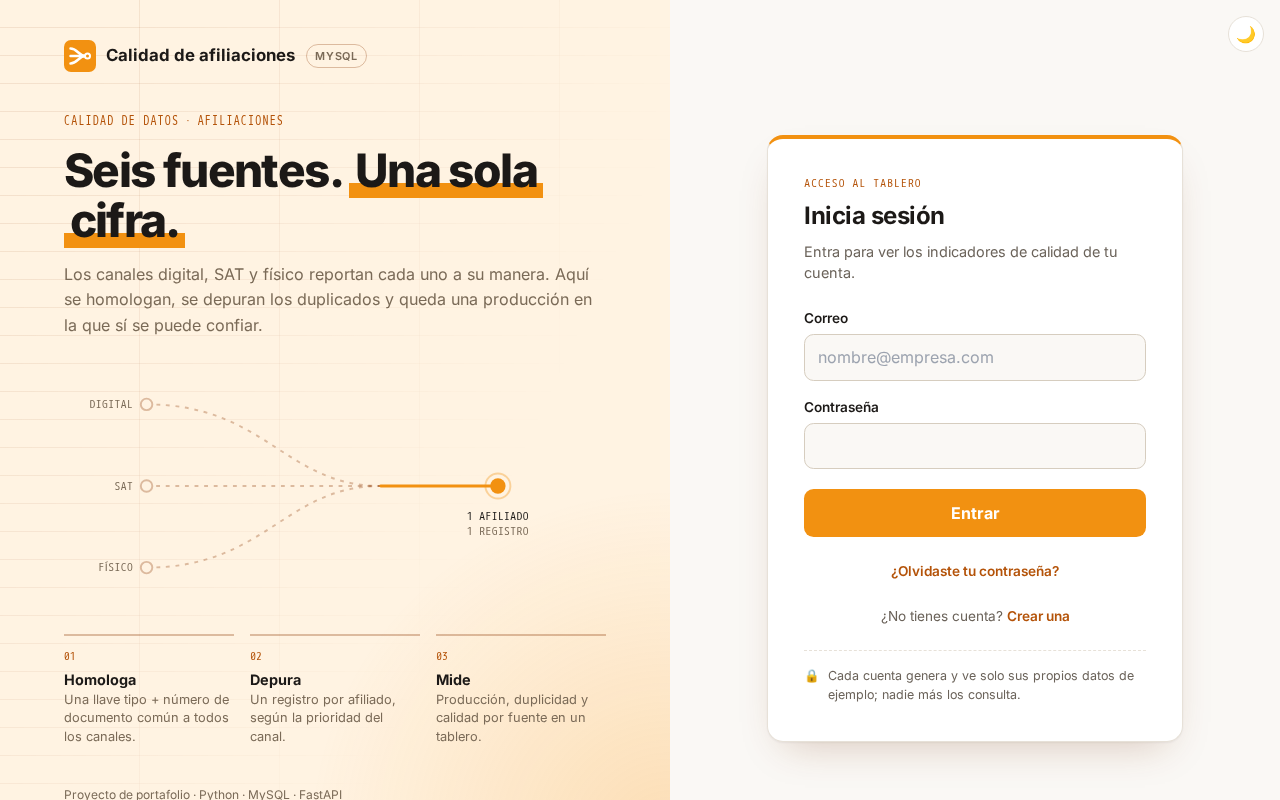 Calidad de afiliaciones
MYSQL
CALIDAD DE DATOS · AFILIACIONES
Seis fuentes. Una sola
cifra.
Los canales digital, SAT y físico reportan cada uno a su manera. Aquí
se homologan, se depuran los duplicados y queda una producción en
la que sí se puede confiar.
DIGITAL
SAT
FÍSICO
1 AFILIADO
1 REGISTRO
01
Homologa
Una llave tipo + número de
documento común a todos
los canales.
02
Depura
Un registro por afiliado,
según la prioridad del
canal.
03
Mide
Producción, duplicidad y
calidad por fuente en un
tablero.
Proyecto de portafolio · Python · MySQL · FastAPI
ACCESO AL TABLERO
Inicia sesión
Entra para ver los indicadores de calidad de tu
cuenta.
Correo
nombre@empresa.com
Contraseña
Entrar
¿Olvidaste tu contraseña?
¿No tienes cuenta? Crear una
Cada cuenta genera y ve solo sus propios datos de
ejemplo; nadie más los consulta.